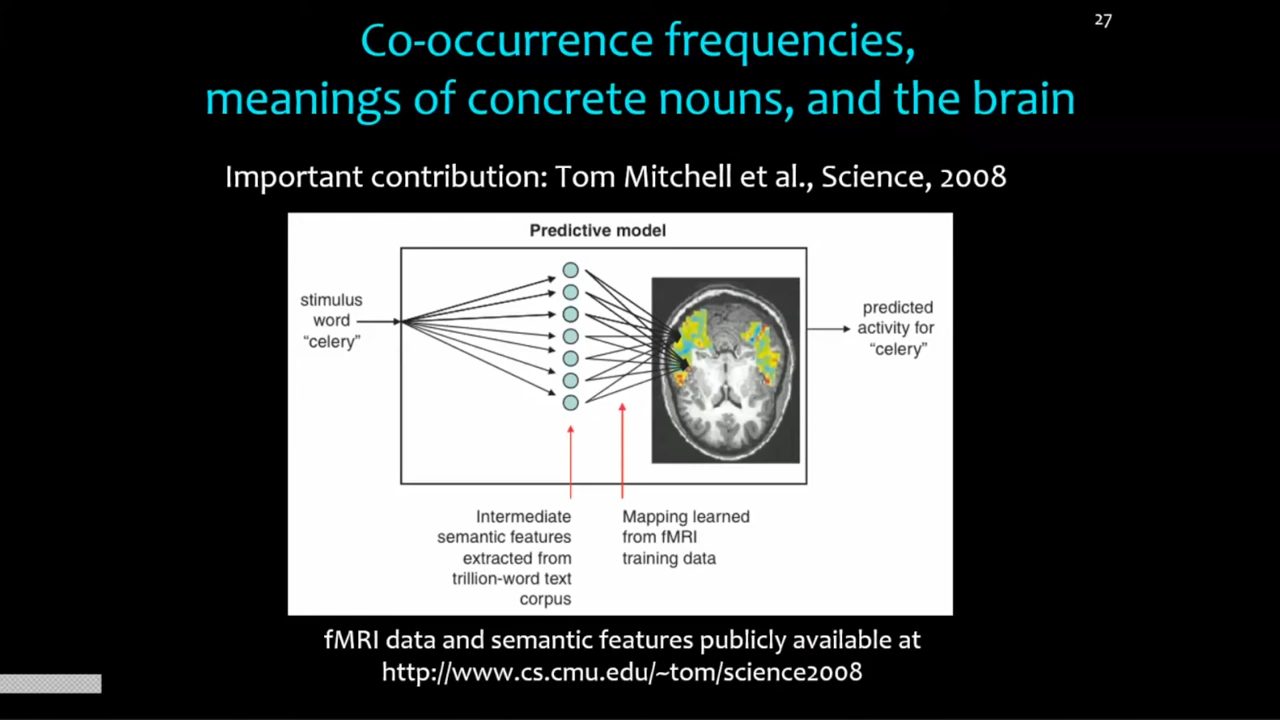 27
Co-occurrence frequencies,
meanings of concrete nouns, and the brain
Important contribution: Tom Mitchell et al., Science, 2008
Predictive model
stimulus
word
“celery”
predicted
activity for
“celery”
Intermediate
semantic features
extracted from
trillion-word text
corpus
Mapping learned
from fMRI
training data
fMRI data and semantic features publicly available at
http://www.cs.cmu.edu/~tom/science2008